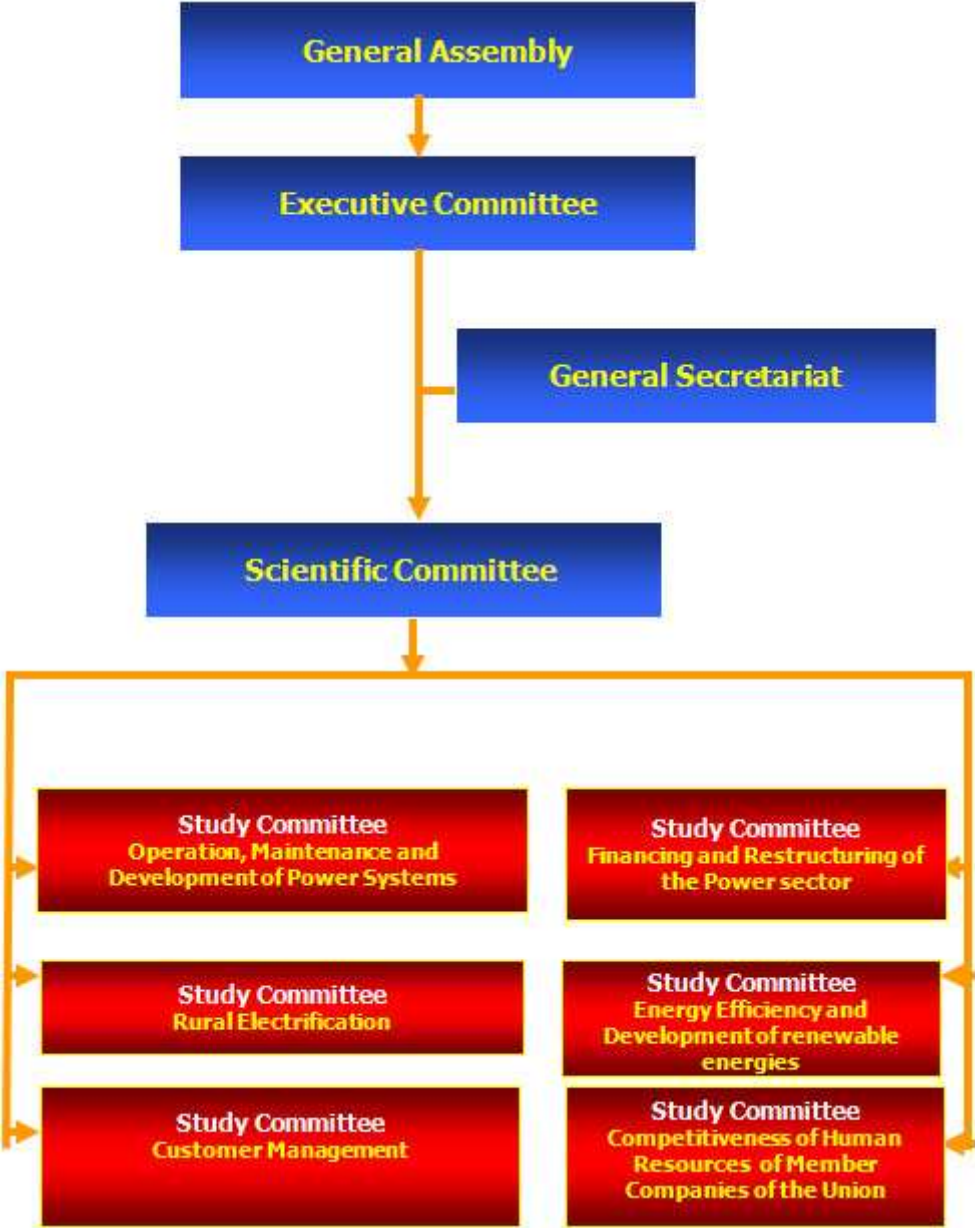 General Assembly
Executive Committee
General Secretariat
Scientific Committee
Study Committee
Operation, Maintenance and
Development of Power Systems
Study Committee
Financing and Restructuring of
the Power sector
Study Committee
Rural Electrification
Study Committee
Energy Efficiency and
Development of renewable
energies
Study Committee
Customer Management
Study Committee
Competitiveness of Human
Resources of Member
Companies of the Union